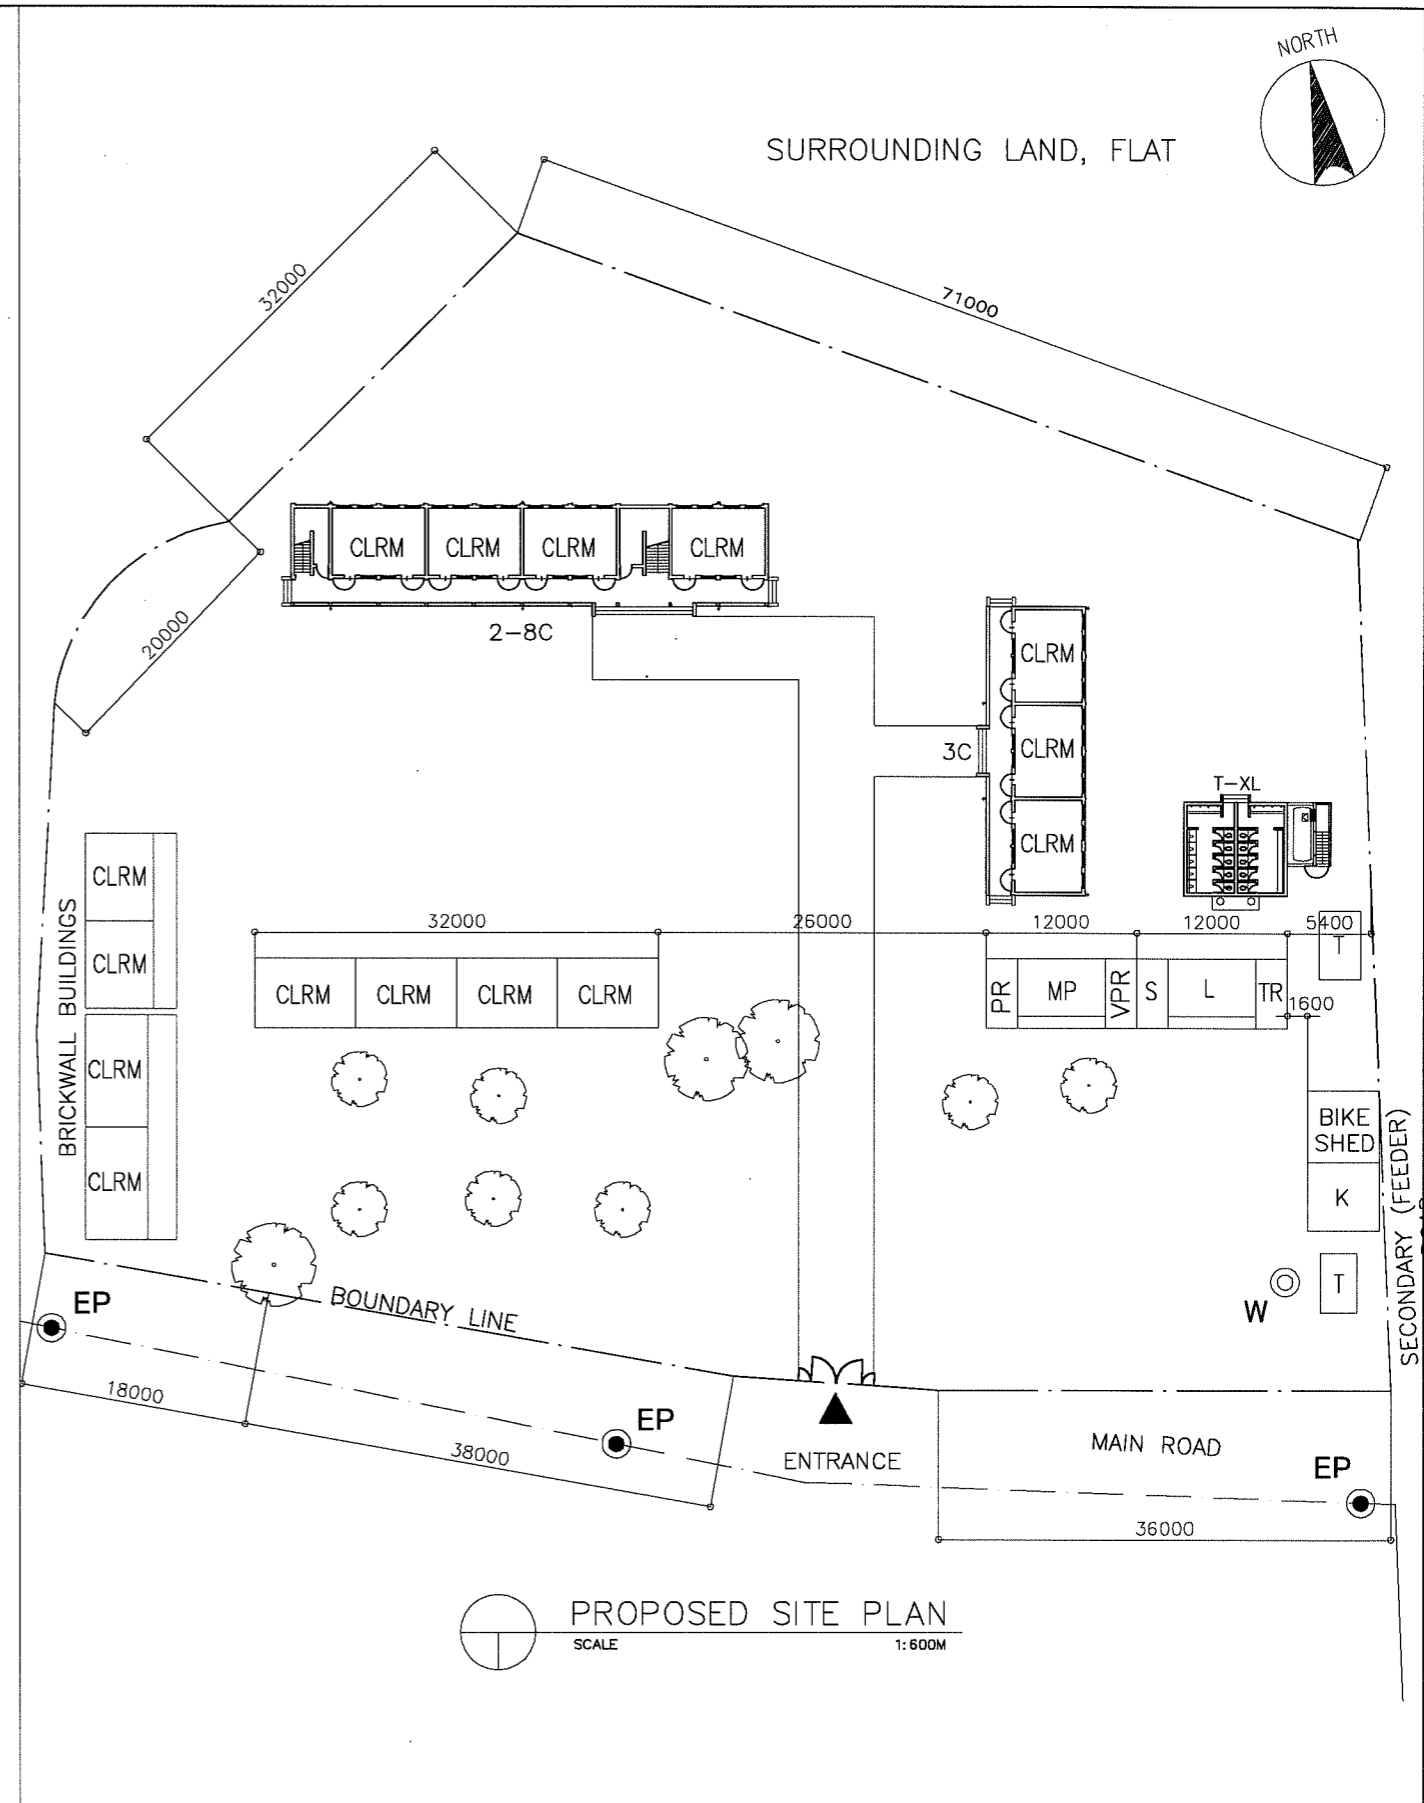 NORTH
SURROUNDING LAND, FLAT
32000
71000
20000
CLRM CLRM CLRM CLRM
2-8C
CLRM
3C
CLRM
CLRM
T-XL
BRICKWALL BUILDINGS
CLRM
CLRM
CLRM
CLRM
32000
26000
12000
12000
5400
T
CLRM CLRM CLRM CLRM
PR MP VPR S L TR
1600
BIKE
SHED
K
T
W
SECONDARY (FEEDER)
BOUNDARY LINE
EP
18000
38000
EP
ENTRANCE
MAIN ROAD
EP
36000
PROPOSED SITE PLAN
SCALE 1:600M